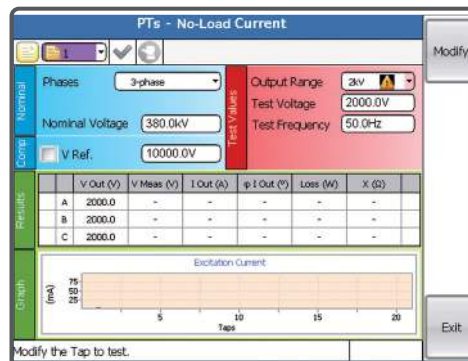 PTs - No-Load Current
1
Modify
Nominal
Phases 3-phase
Nominal Voltage 380.0kV
Comp
V Ref. 10000.0V
Test Values
Output Range 2kV
Test Voltage 2000.0V
Test Frequency 50.0Hz
Results
V Out (V) V Meas (V) I Out (A) φ I Out (º) Loss (W) X (Ω)
A 2000.0 - - - - -
B 2000.0 - - - - -
C 2000.0 - - - - -
Graph
Excitation Current
(mA)
75
50
25
5 10 15 20
Taps
Modify the Tap to test.
Exit